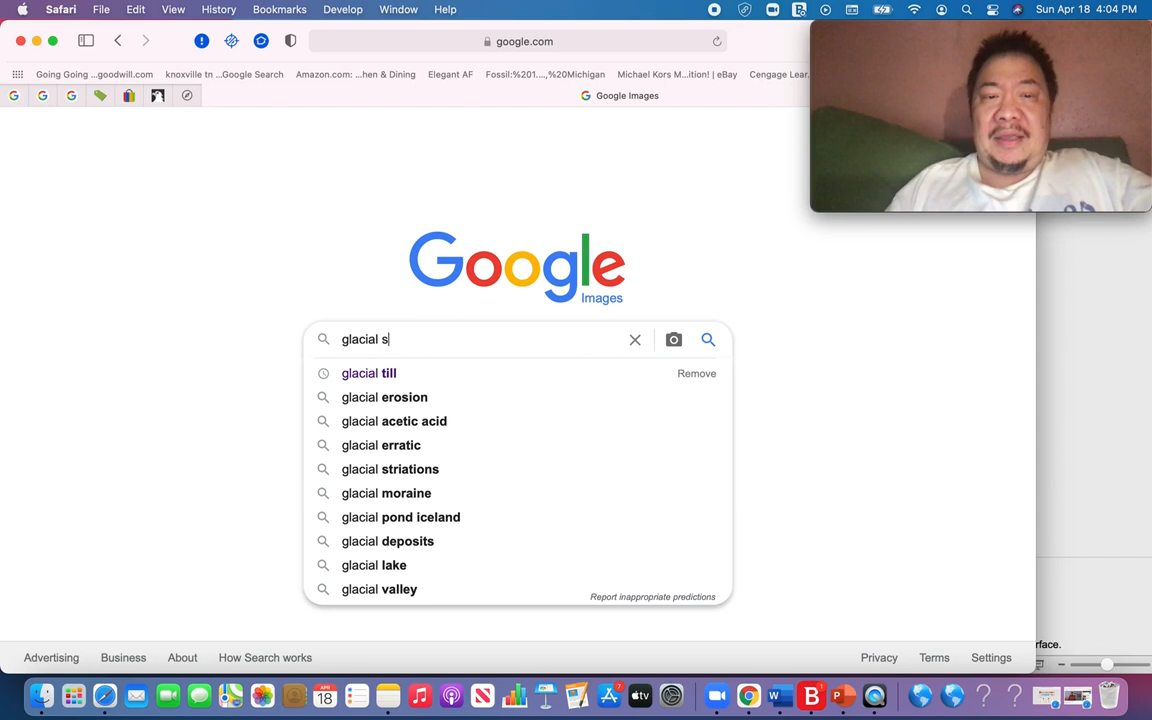 Safari File Edit View History Bookmarks Develop Window Help Sun Apr 18 4:04 PM
google.com
Going Going ...goodwill.com knoxville tn ...Google Search Amazon.com: ...hen & Dining Elegant AF Fossil:%201...,%20Michigan Michael Kors M...ition! | eBay Cengage Lear.
Google Images
Google
Images
glacial s
glacial till Remove
glacial erosion
glacial acetic acid
glacial erratic
glacial striations
glacial moraine
glacial pond iceland
glacial deposits
glacial lake
glacial valley
Report inappropriate predictions
rface.
Advertising Business About How Search works Privacy Terms Settings
APR
18
tv